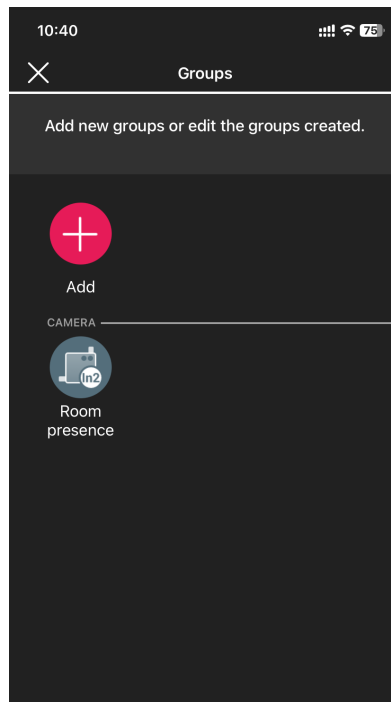 10:40
75
Groups
Add new groups or edit the groups created.
Add
CAMERA
In2
Room
presence